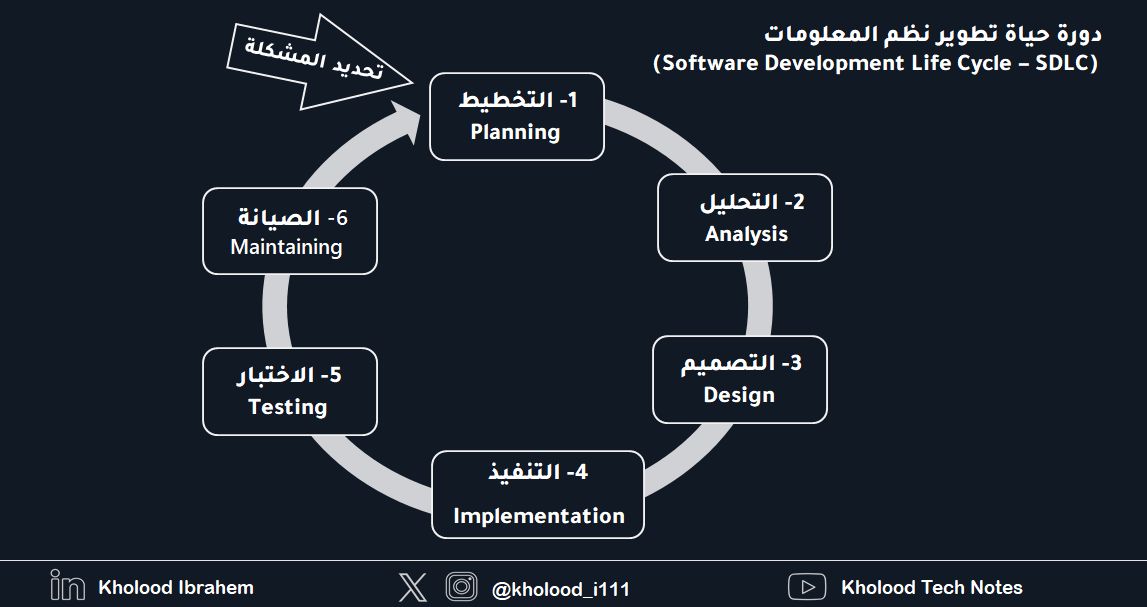 دورة حياة تطوير نظم المعلومات
(Software Development Life Cycle – SDLC)
تحديد المشكلة
1- التخطيط
Planning
2- التحليل
Analysis
3- التصميم
Design
4- التنفيذ
Implementation
5- الاختبار
Testing
6- الصيانة
Maintaining
in Kholood Ibrahem
X @kholood_i111
Kholood Tech Notes